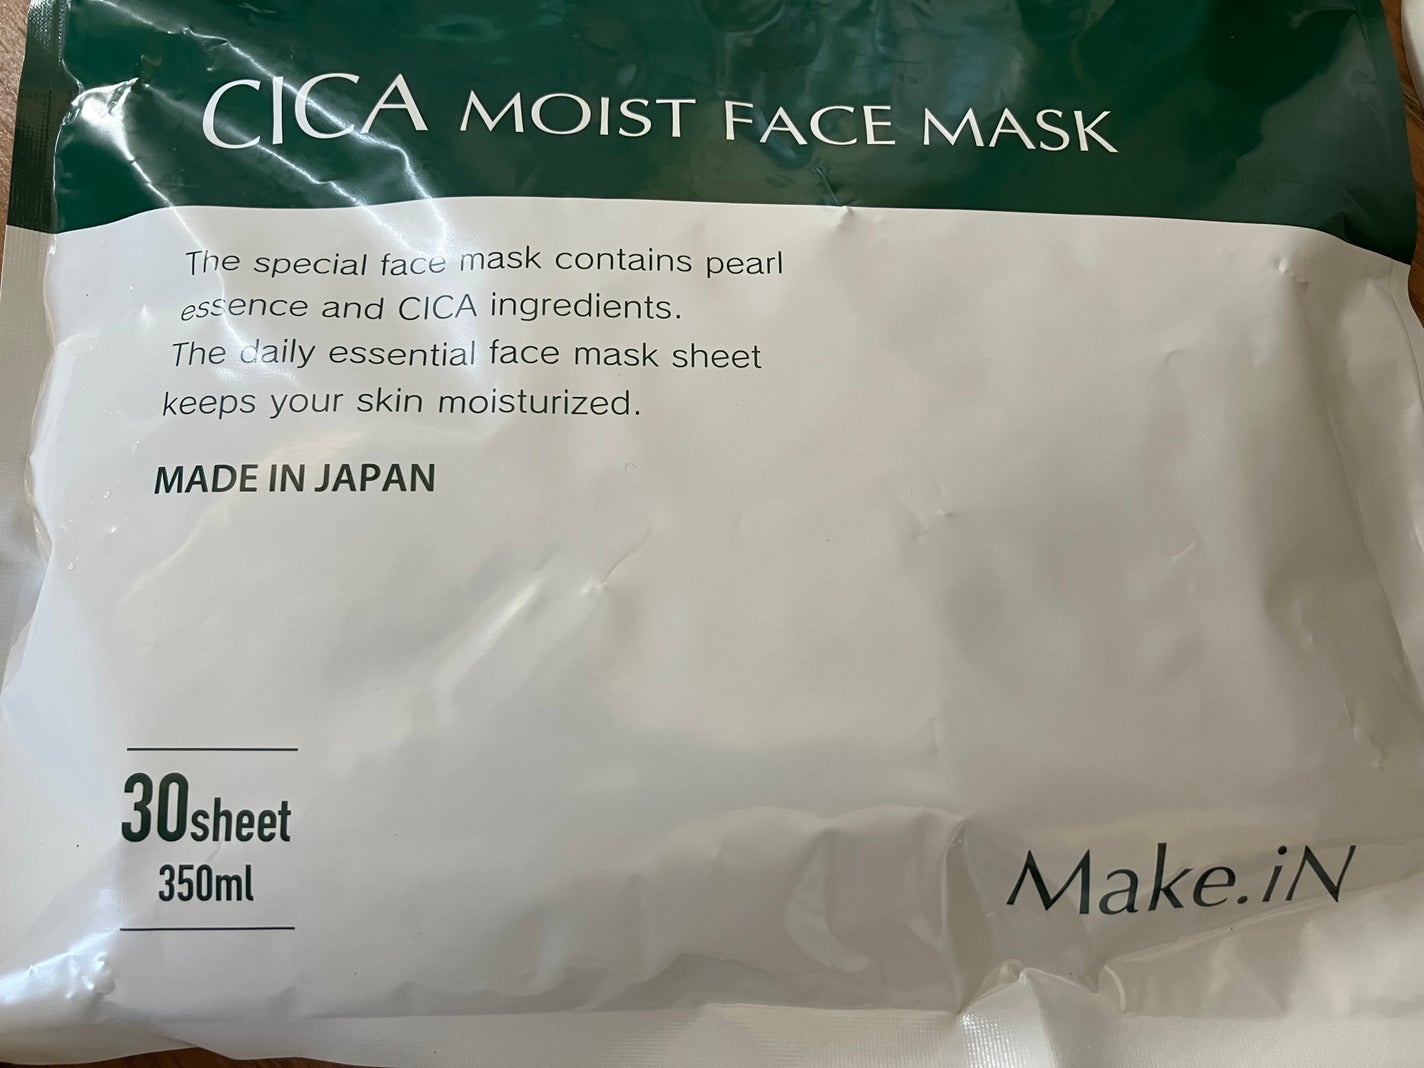 CICA MOIST FACE MASK
The special face mask contains pearl
essence and CICA ingredients.
The daily essential face mask sheet
keeps your skin moisturized.
MADE IN JAPAN
30sheet
350ml
Make.iN